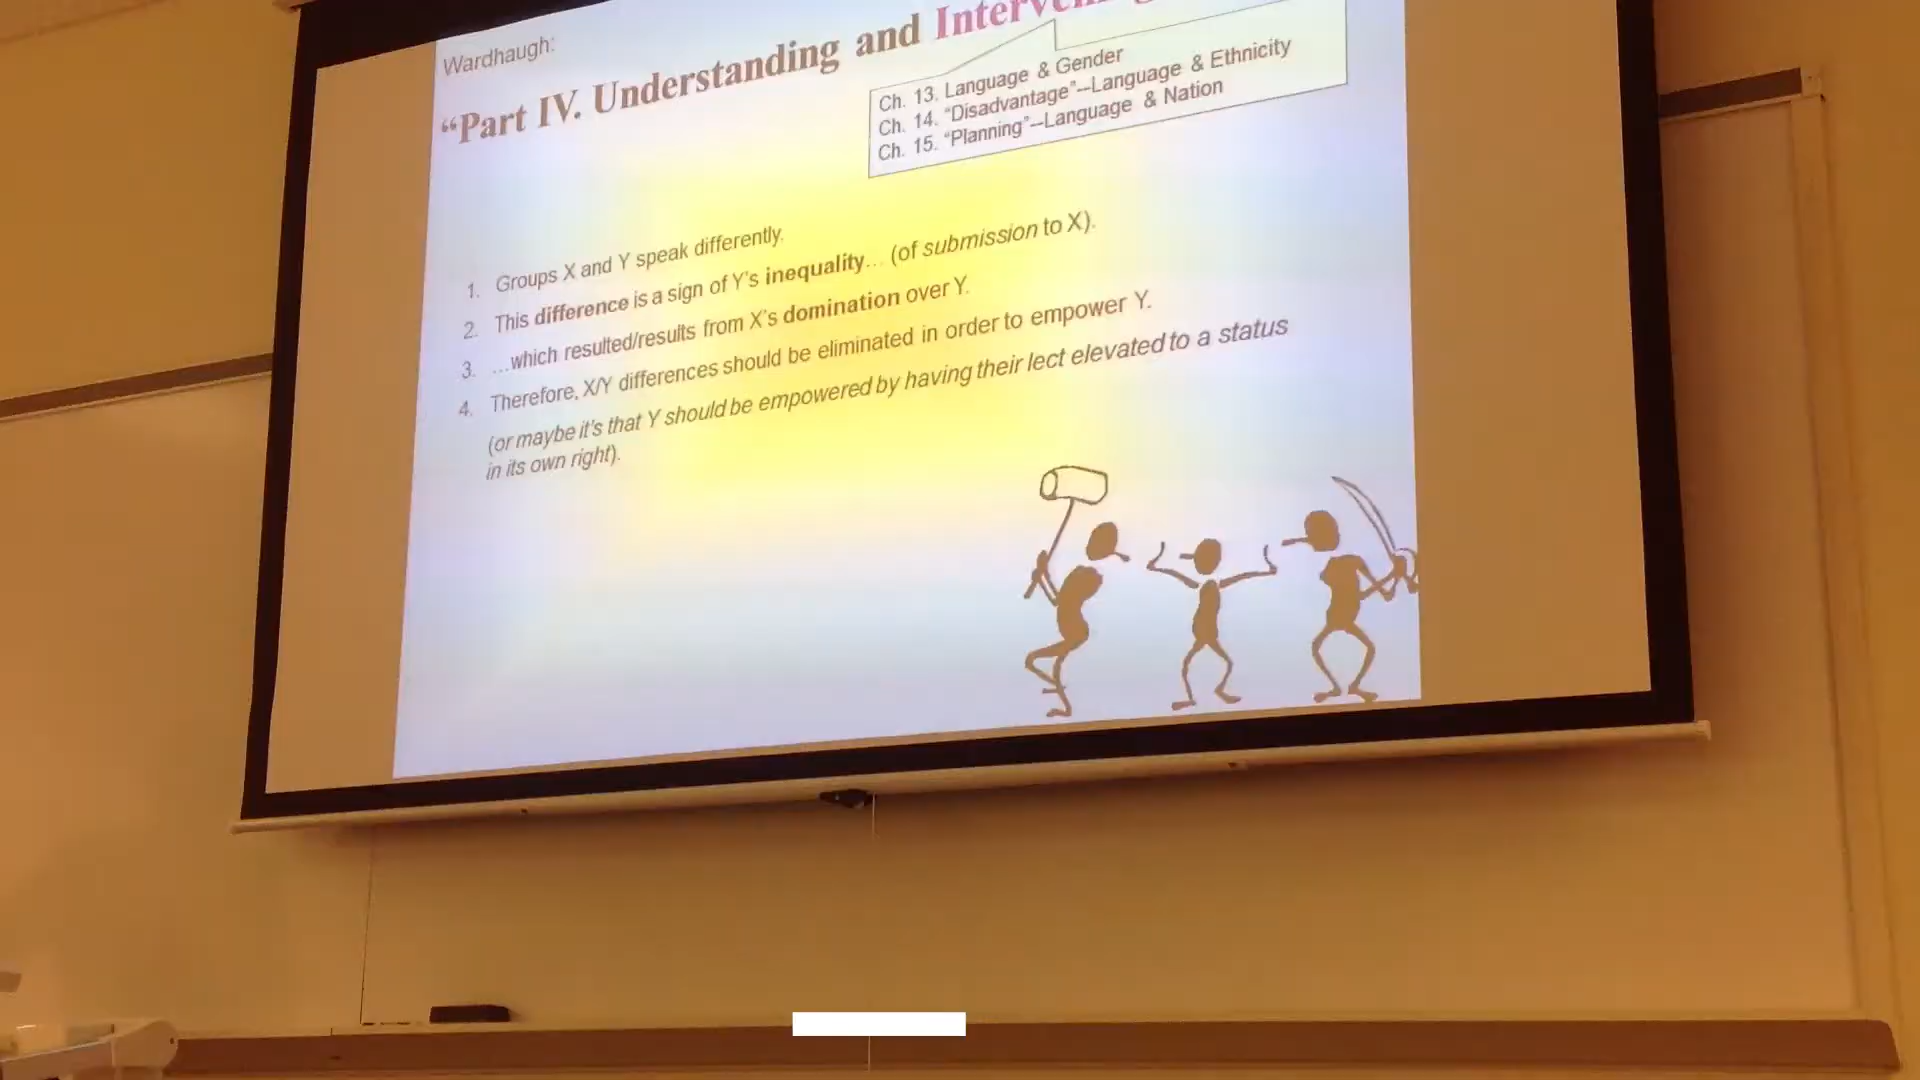 Wardhaugh:
“Part IV. Understanding and
Ch. 13. Language & Gender
Ch. 14. “Disadvantage”--Language & Ethnicity
Ch. 15. “Planning”--Language & Nation
1. Groups X and Y speak differently.
2. This difference is a sign of Y’s inequality… (of submission to X).
3. …which resulted/results from X’s domination over Y.
4. Therefore, X/Y differences should be eliminated in order to empower Y.
(or maybe it’s that Y should be empowered by having their lect elevated to a status
in its own right).